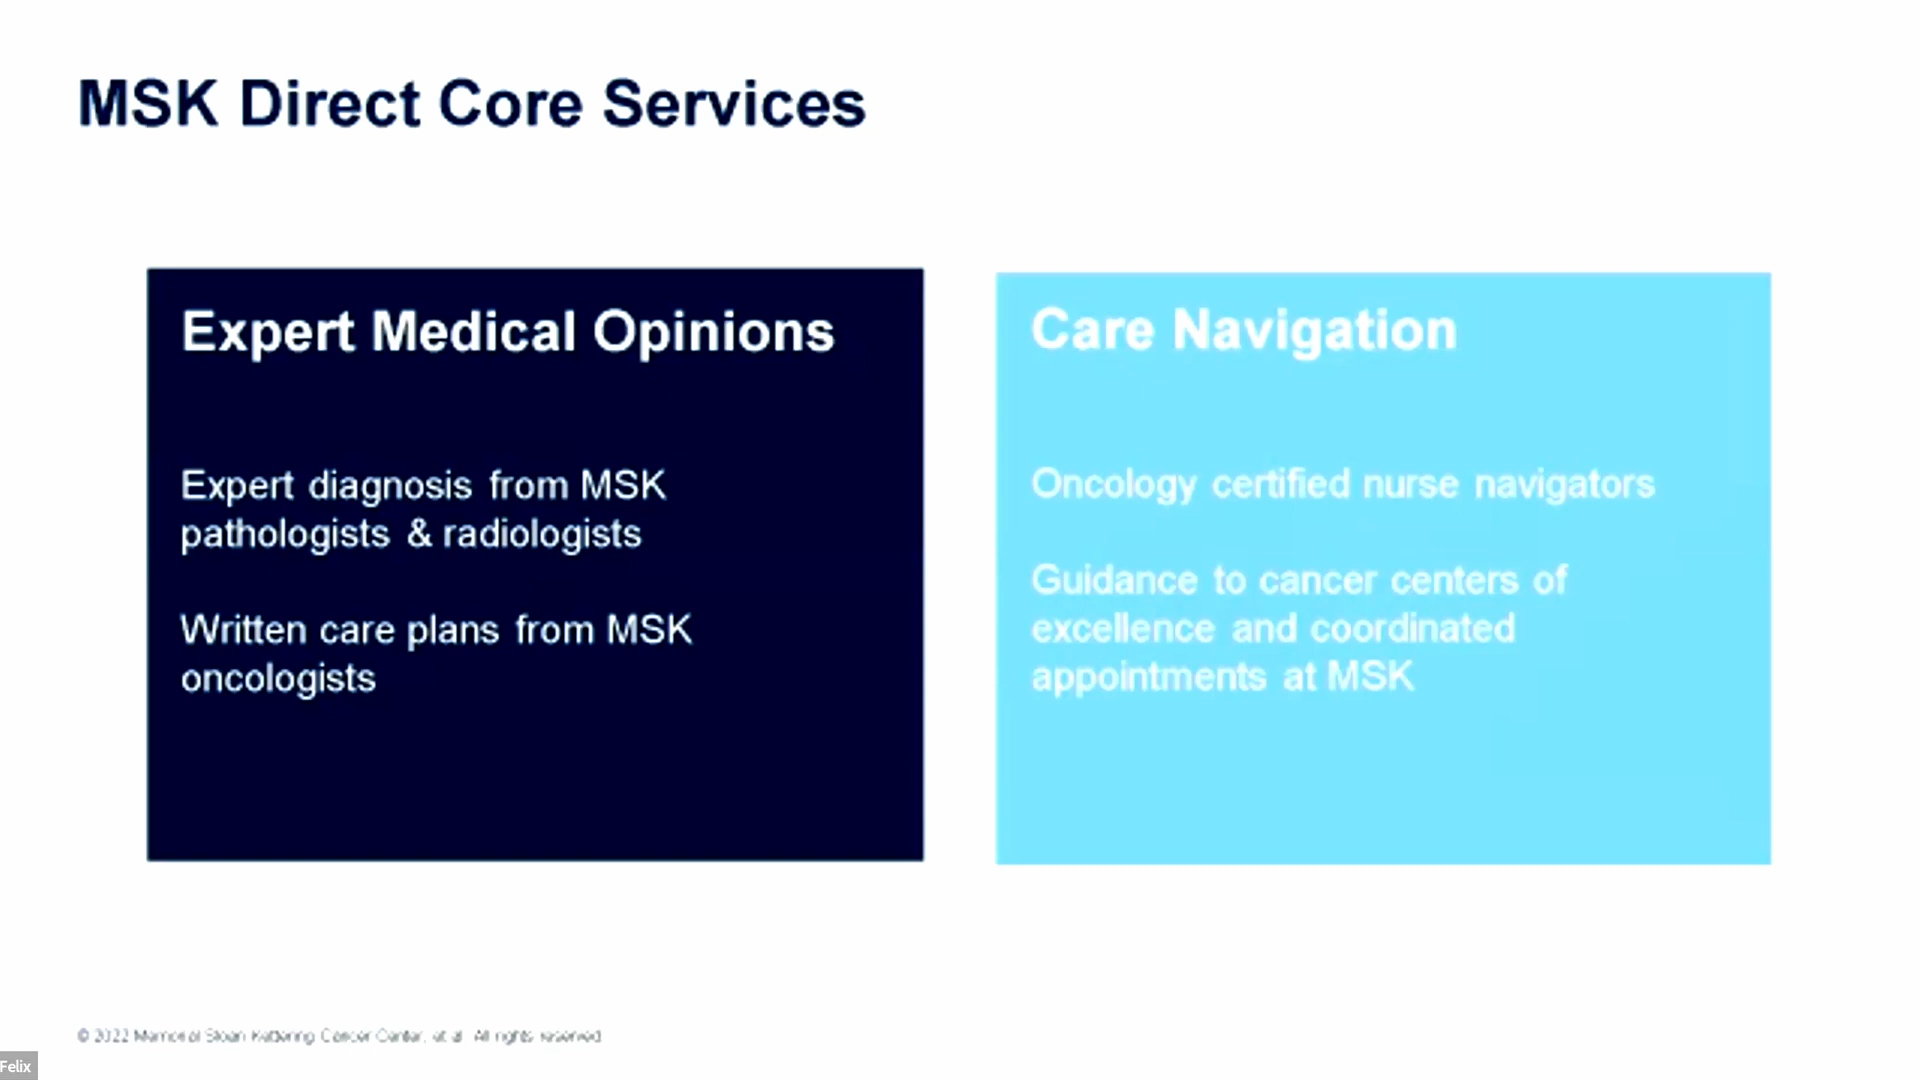 MSK Direct Core Services
Expert Medical Opinions
Expert diagnosis from MSK
pathologists & radiologists
Written care plans from MSK
oncologists
Care Navigation
Oncology certified nurse navigators
Guidance to cancer centers of
excellence and coordinated
appointments at MSK
© 2022 Memorial Sloan Kettering Cancer Center, et al. All rights reserved.
Felix